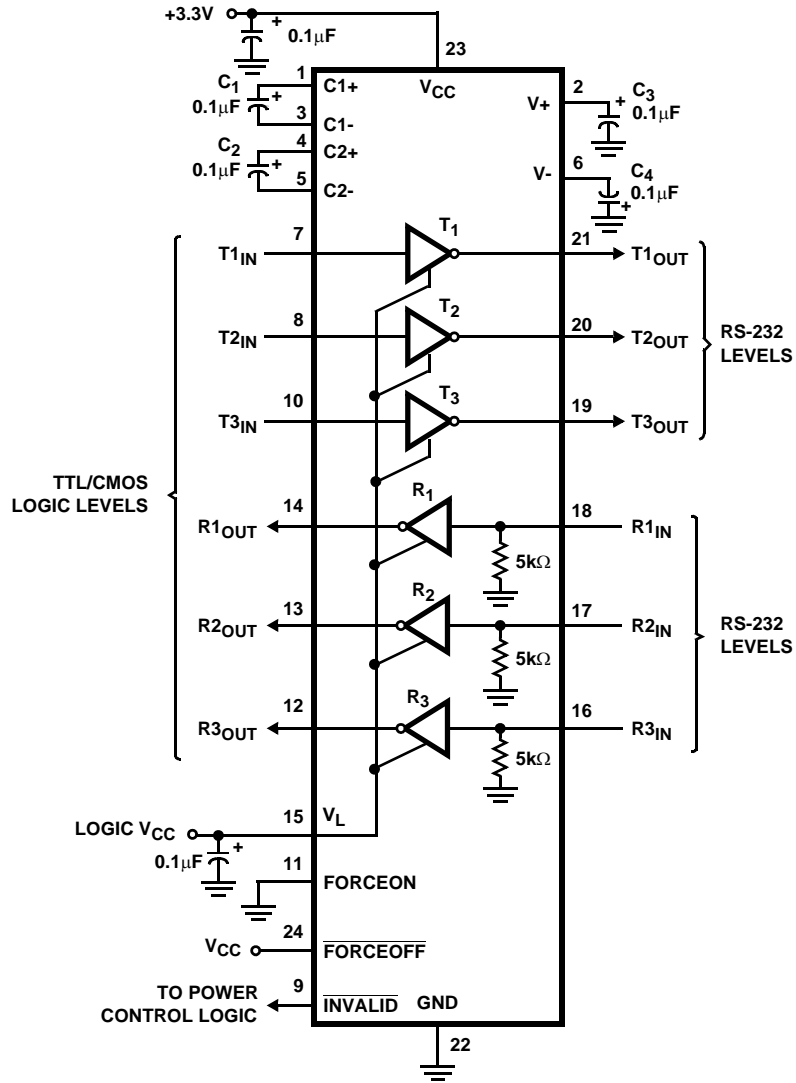 +3.3V
0.1μF
23
1
C1
0.1μF
C1+
VCC
2
V+
C3
0.1μF
3
C1-
4
C2
0.1μF
C2+
5
C2-
6
V-
C4
0.1μF
T1
T1IN
7
21
T1OUT
T2
T2IN
8
20
T2OUT
RS-232
LEVELS
T3
T3IN
10
19
T3OUT
TTL/CMOS
LOGIC LEVELS
R1
R1OUT
14
18
R1IN
5kΩ
R2
R2OUT
13
17
R2IN
RS-232
LEVELS
5kΩ
R3
R3OUT
12
16
R3IN
5kΩ
LOGIC VCC
15
VL
0.1μF
11
FORCEON
VCC
24
FORCEOFF
9
TO POWER
CONTROL LOGIC
INVALID
GND
22